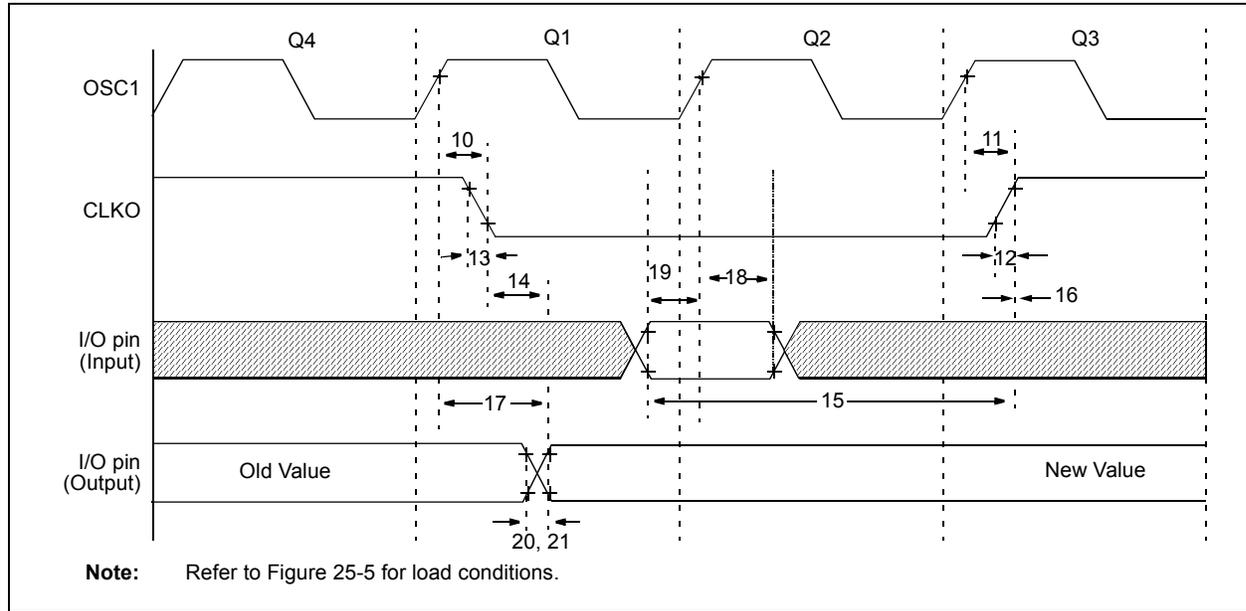 Q4 Q1 Q2 Q3
OSC1
10 11
CLKO
13 12
14 19 18 16
I/O pin
(Input)
17 15
I/O pin
(Output)
Old Value New Value
20, 21
Note: Refer to Figure 25-5 for load conditions.